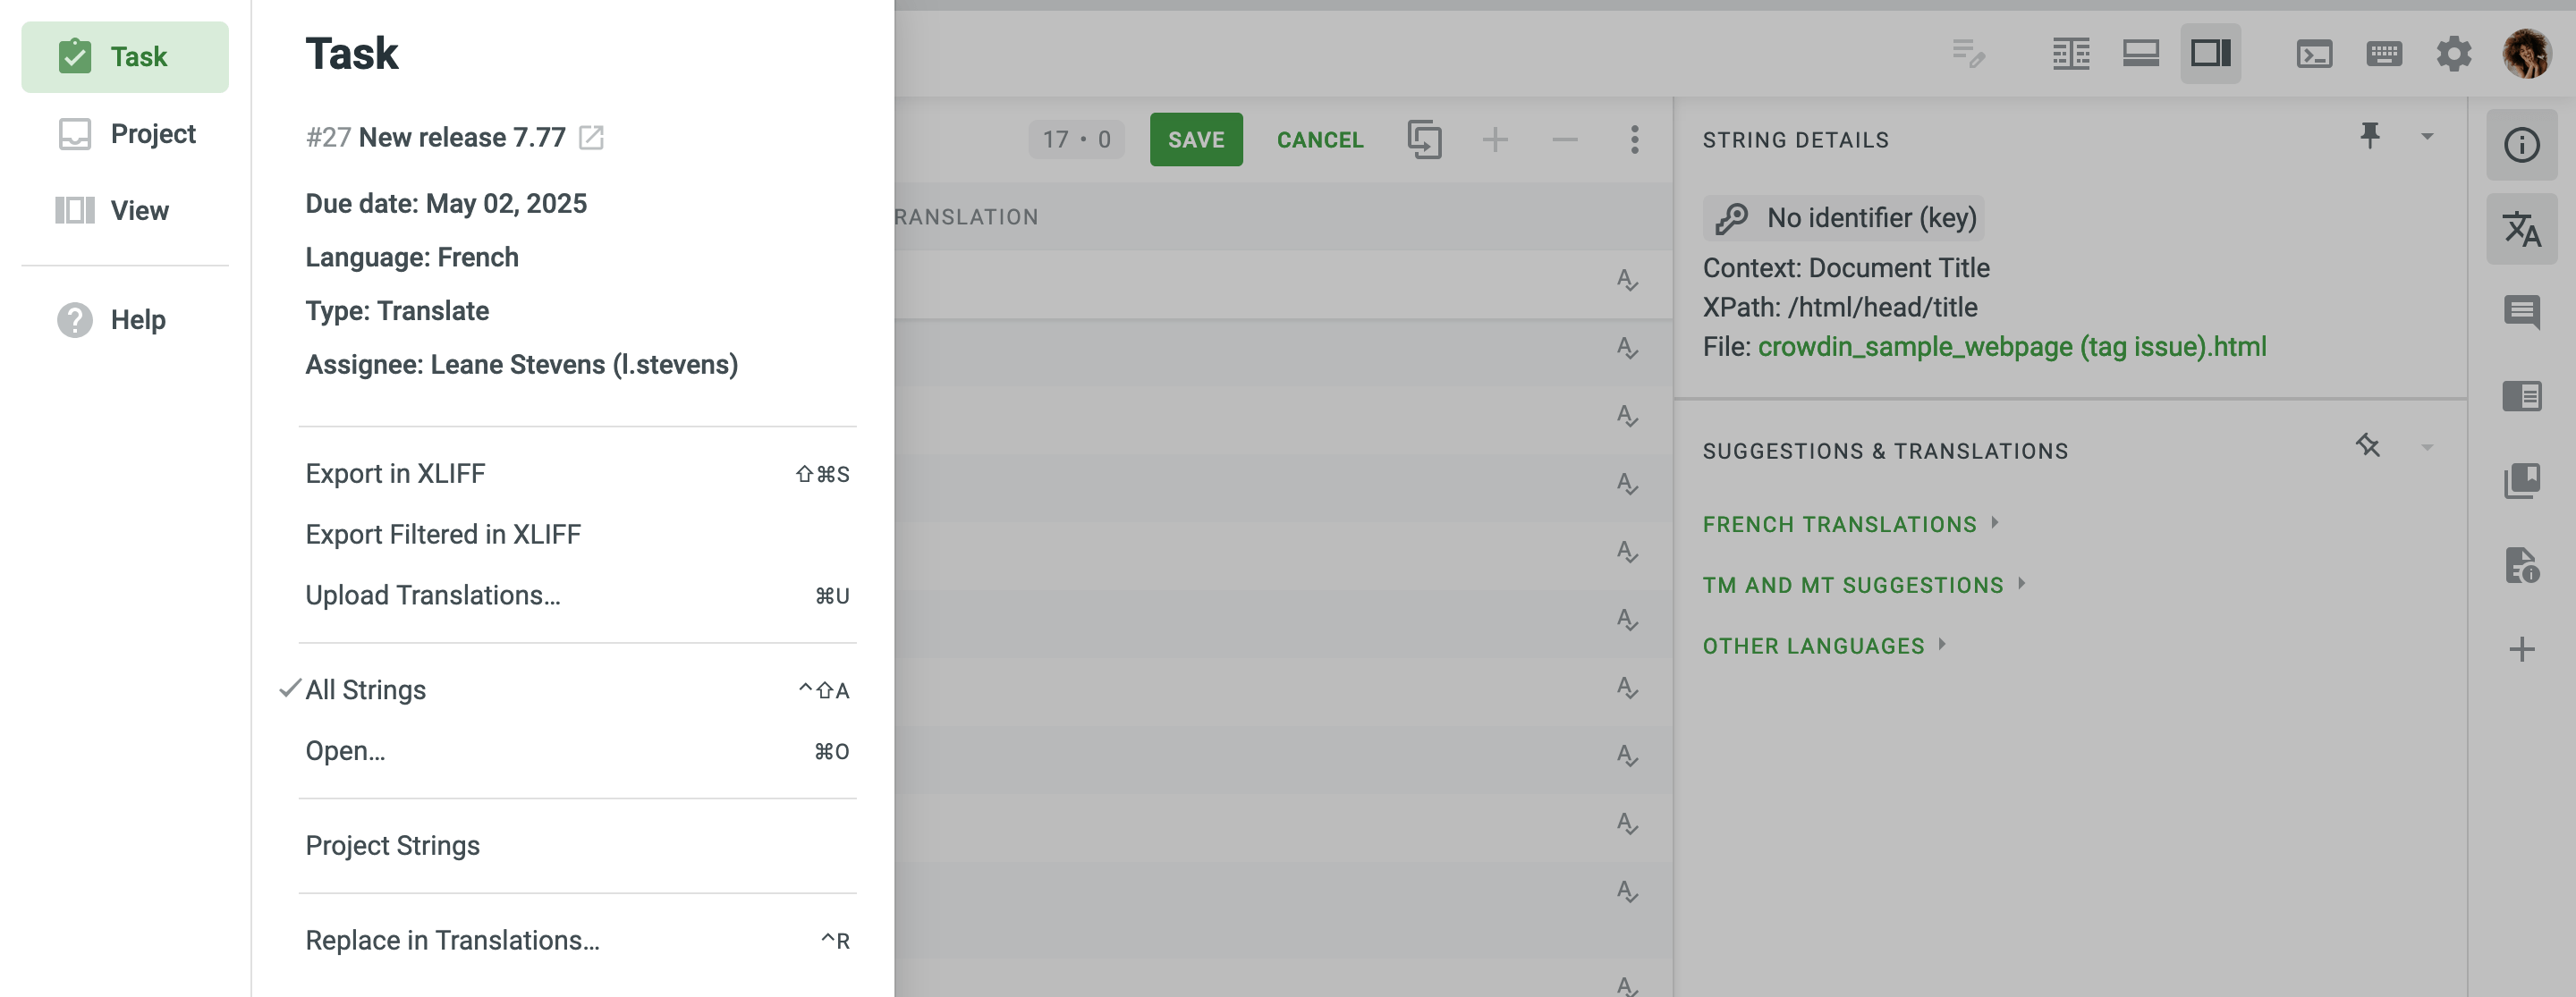 Task
Project
View
Help
Task
#27 New release 7.77
Due date: May 02, 2025
Language: French
Type: Translate
Assignee: Leane Stevens (l.stevens)
Export in XLIFF ⇧⌘S
Export Filtered in XLIFF
Upload Translations... ⌘U
All Strings ^⇧A
Open... ⌘O
Project Strings
Replace in Translations... ^R
17 • 0 SAVE CANCEL
RANSLATION
STRING DETAILS
No identifier (key)
Context: Document Title
XPath: /html/head/title
File: crowdin_sample_webpage (tag issue).html
SUGGESTIONS & TRANSLATIONS
FRENCH TRANSLATIONS
TM AND MT SUGGESTIONS
OTHER LANGUAGES